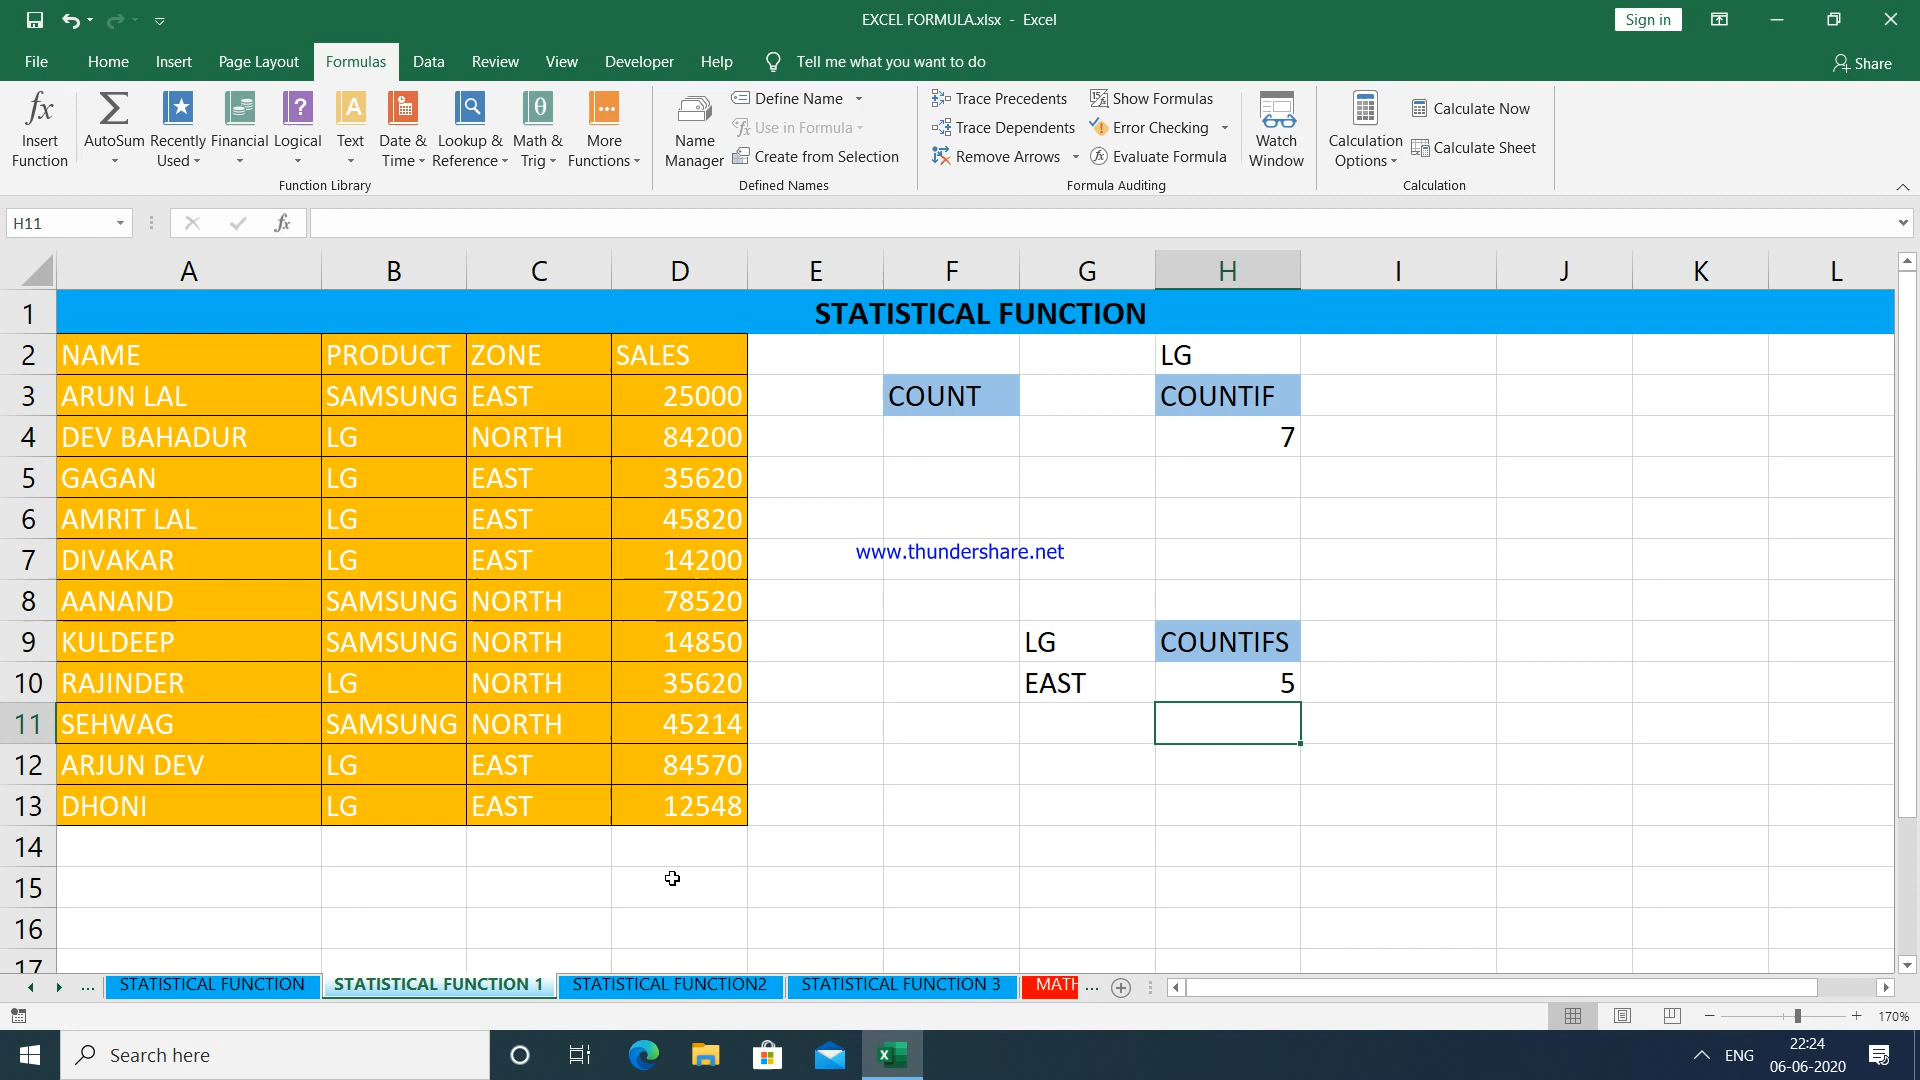 EXCEL FORMULA.xlsx - Excel
Sign in
File Home Insert Page Layout Formulas Data Review View Developer Help Tell me what you want to do
Share
Insert Function
AutoSum
Recently Used
Financial
Logical
Text
Date & Time
Lookup & Reference
Math & Trig
More Functions
Function Library
Name Manager
Define Name
Use in Formula
Create from Selection
Defined Names
Trace Precedents
Trace Dependents
Remove Arrows
Show Formulas
Error Checking
Evaluate Formula
Formula Auditing
Watch Window
Calculation Options
Calculate Now
Calculate Sheet
Calculation
H11
fx
A B C D E F G H I J K L
1 STATISTICAL FUNCTION
2 NAME PRODUCT ZONE SALES LG
3 ARUN LAL SAMSUNG EAST 25000 COUNT COUNTIF
4 DEV BAHADUR LG NORTH 84200 7
5 GAGAN LG EAST 35620
6 AMRIT LAL LG EAST 45820
www.thundershare.net
7 DIVAKAR LG EAST 14200
8 AANAND SAMSUNG NORTH 78520
9 KULDEEP SAMSUNG NORTH 14850 LG COUNTIFS
10 RAJINDER LG NORTH 35620 EAST 5
11 SEHWAG SAMSUNG NORTH 45214
12 ARJUN DEV LG EAST 84570
13 DHONI LG EAST 12548
14
15
16
17
... STATISTICAL FUNCTION STATISTICAL FUNCTION 1 STATISTICAL FUNCTION2 STATISTICAL FUNCTION 3 MATH ...
170%
Search here
ENG
22:24
06-06-2020